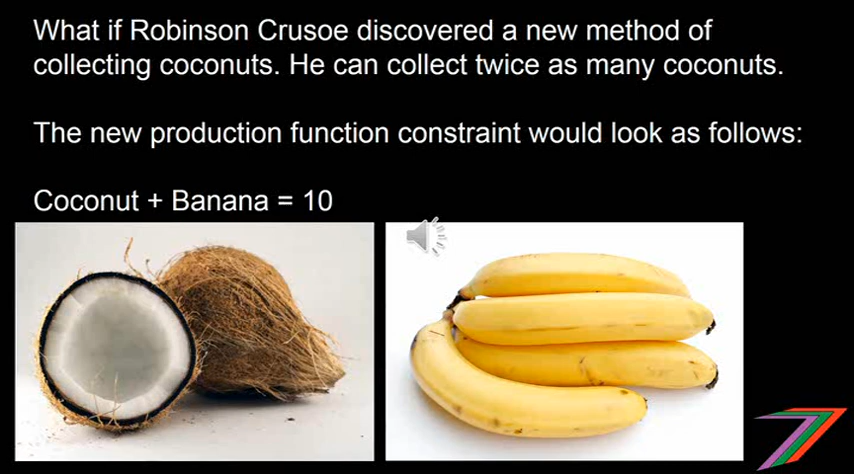 What if Robinson Crusoe discovered a new method of
collecting coconuts. He can collect twice as many coconuts.
The new production function constraint would look as follows:
Coconut + Banana = 10